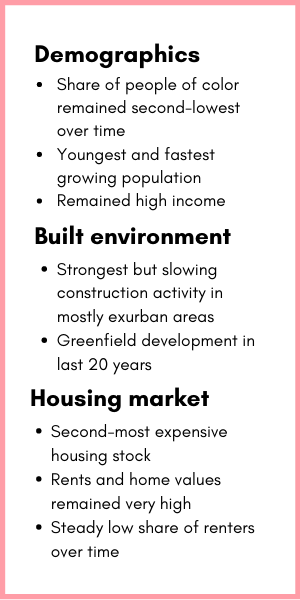 Demographics
• Share of people of color
remained second-lowest
over time
• Youngest and fastest
growing population
• Remained high income
Built environment
• Strongest but slowing
construction activity in
mostly exurban areas
• Greenfield development in
last 20 years
Housing market
• Second-most expensive
housing stock
• Rents and home values
remained very high
• Steady low share of renters
over time